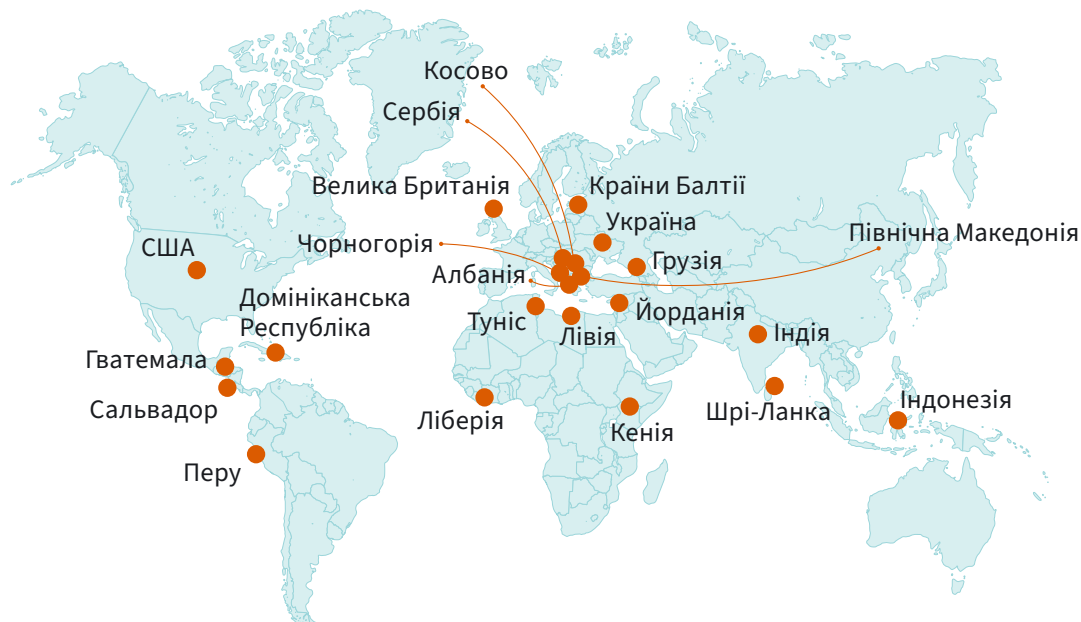 Косово
Сербія
Велика Британія
Країни Балтії
Україна
Північна Македонія
Чорногорія
США
Грузія
Албанія
Домініканська
Республіка
Йорданія
Туніс
Лівія
Індія
Гватемала
Сальвадор
Ліберія
Кенія
Шрі-Ланка
Індонезія
Перу